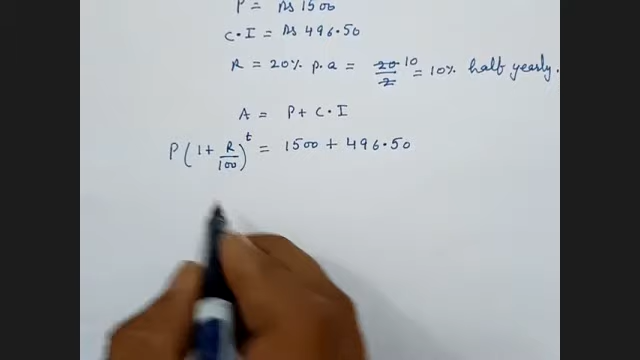 P = Rs 1500
C.I = Rs 496.50
R = 20% p.a = 20/2 10 = 10% half yearly.
A = P + C.I
P(1 + R/100)^t = 1500 + 496.50